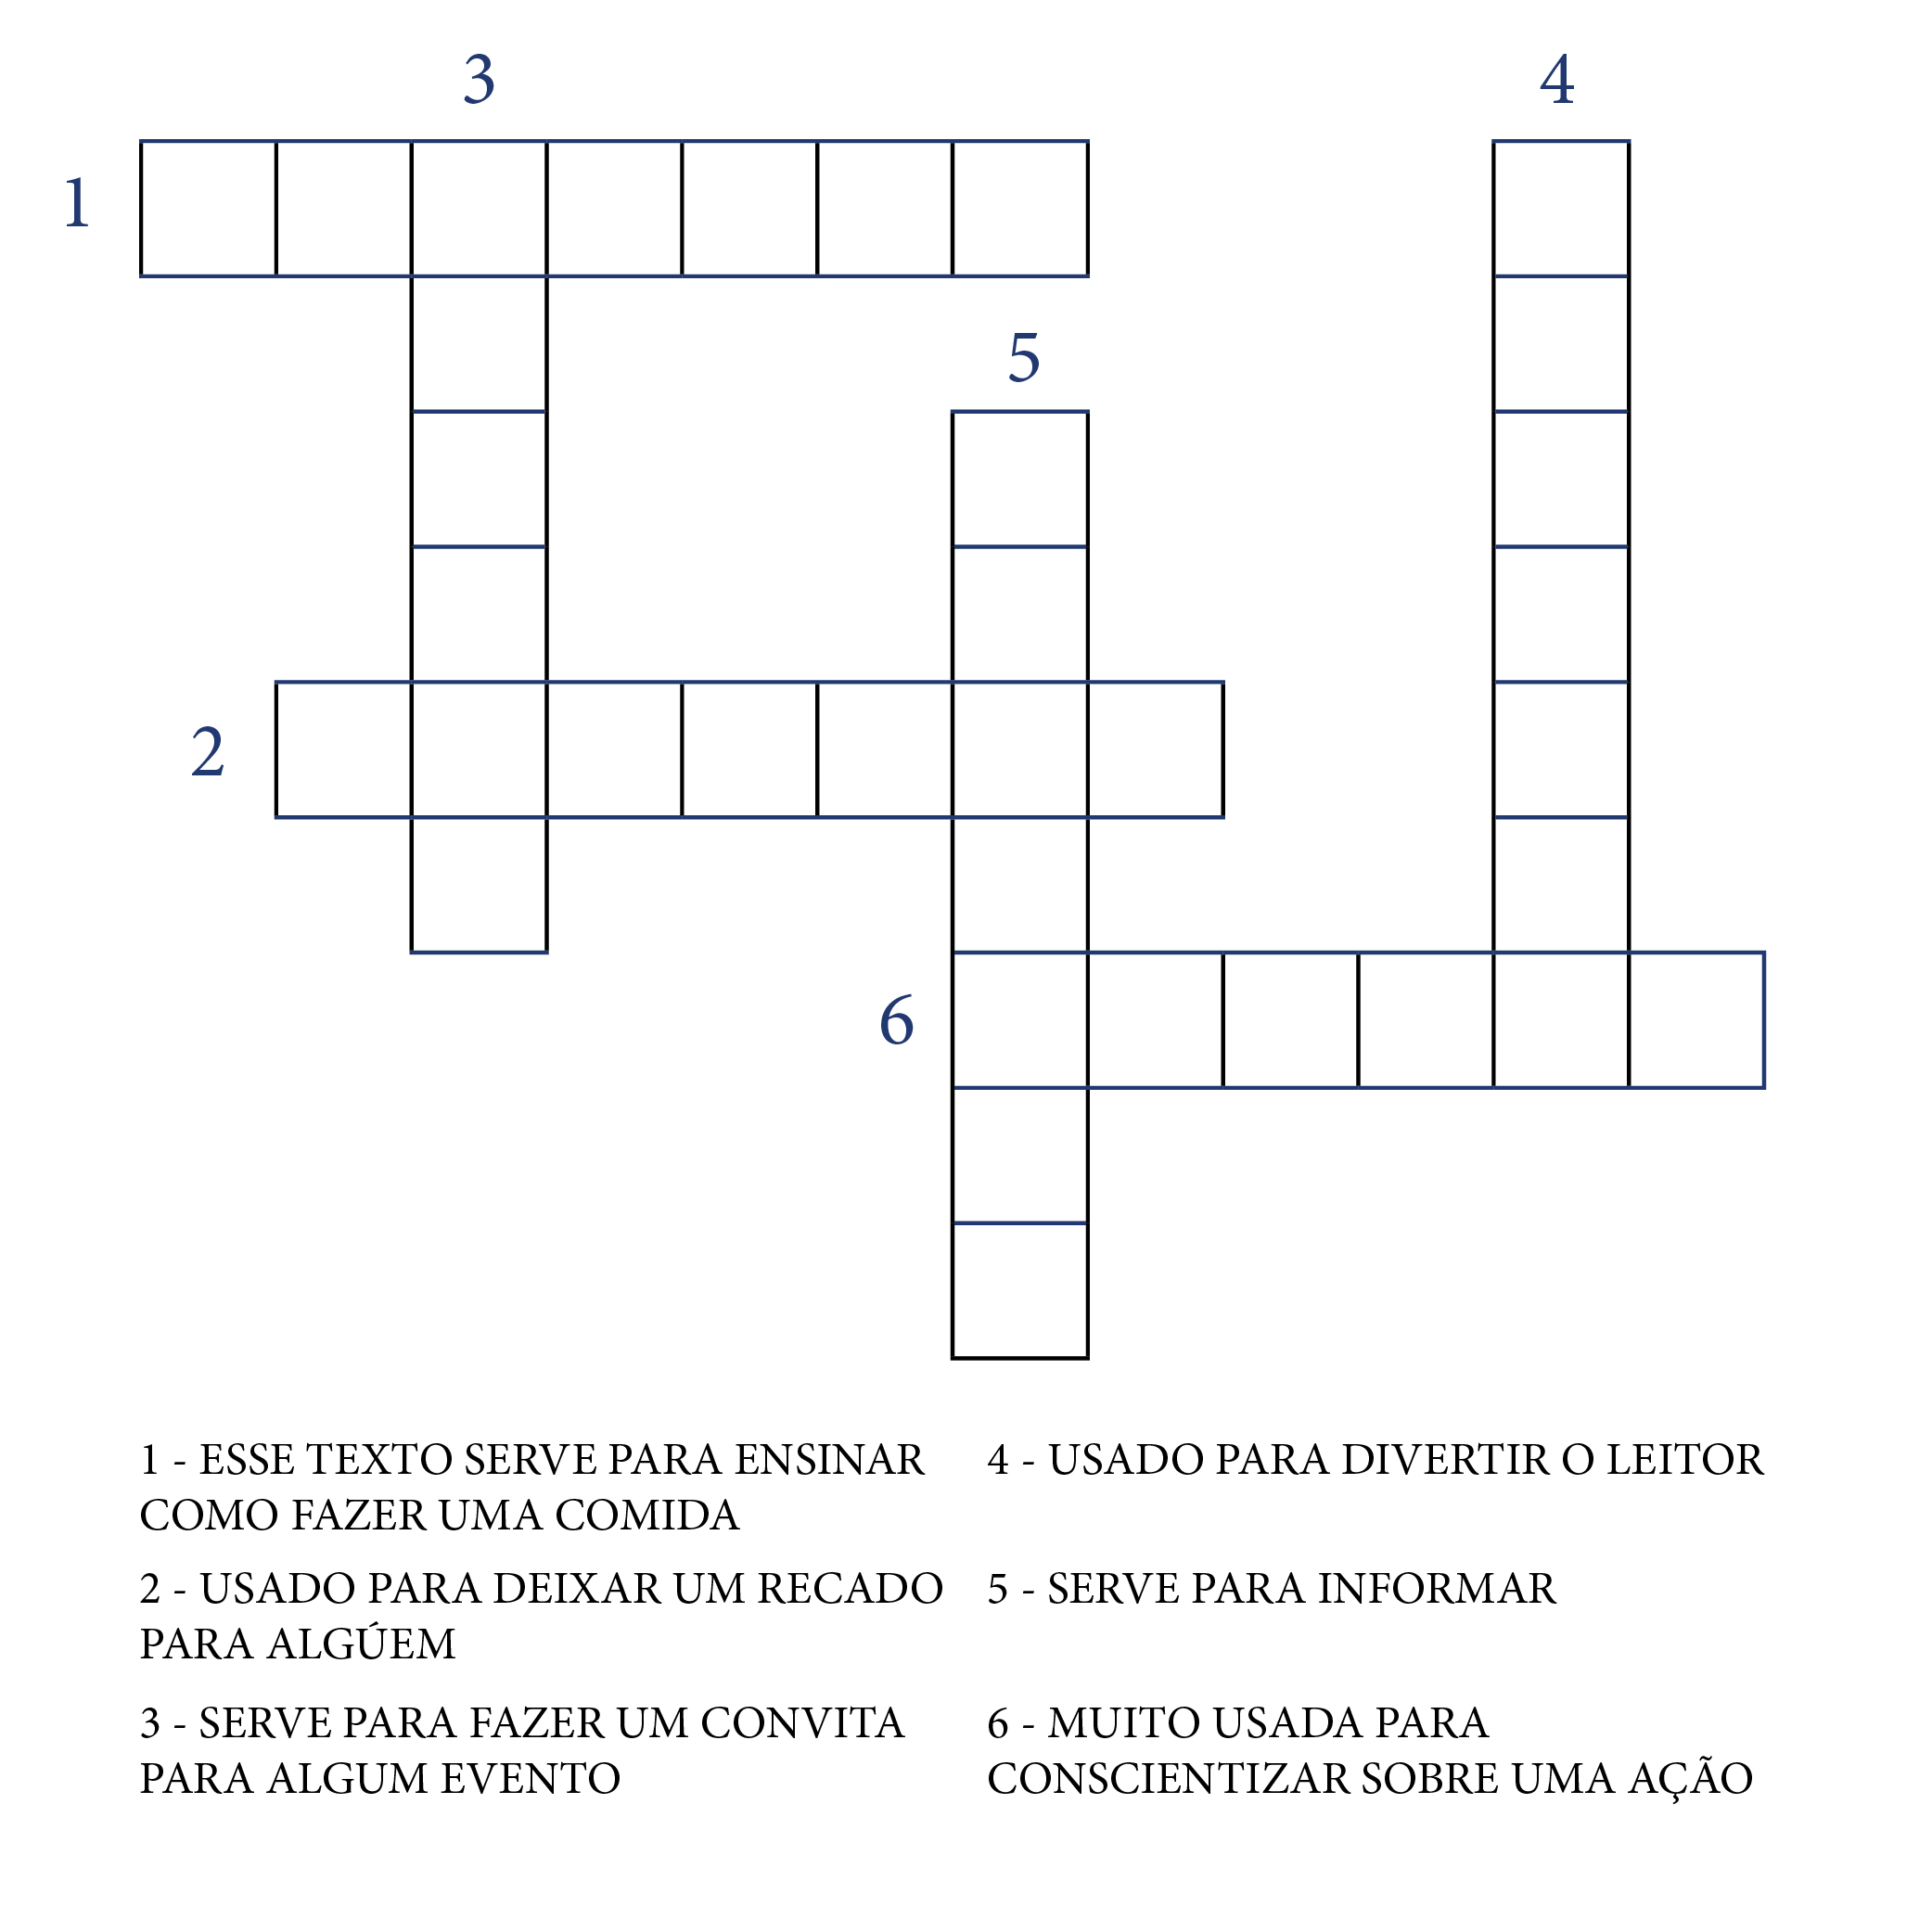 3
4
1
5
2
6
1 - ESSE TEXTO SERVE PARA ENSINAR
COMO FAZER UMA COMIDA
2 - USADO PARA DEIXAR UM RECADO
PARA ALGÚEM
3 - SERVE PARA FAZER UM CONVITA
PARA ALGUM EVENTO
4 - USADO PARA DIVERTIR O LEITOR
5 - SERVE PARA INFORMAR
6 - MUITO USADA PARA
CONSCIENTIZAR SOBRE UMA AÇÃO